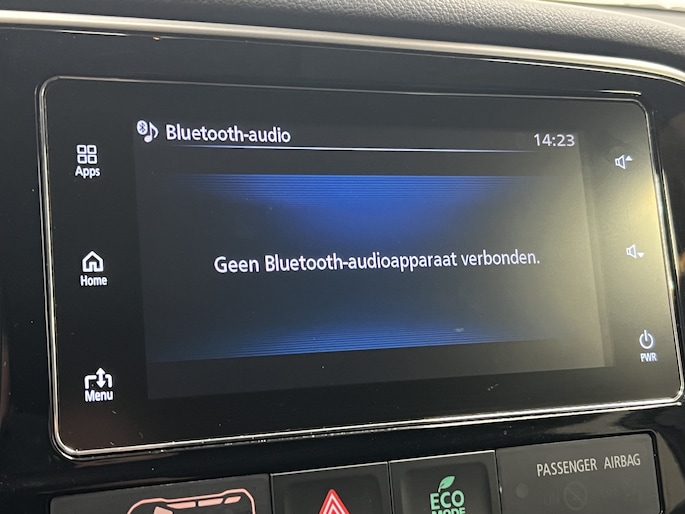 Bluetooth-audio
14:23
Apps
Geen Bluetooth-audioapparaat verbonden.
Home
Menu
PWR
PASSENGER AIRBAG
ECO
MODE